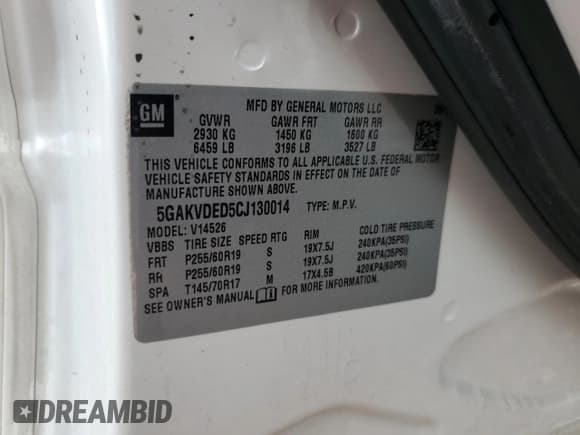 GM
MFD BY GENERAL MOTORS LLC
GVWR GAWR FRT GAWR RR
2930 KG 1450 KG 1600 KG
6459 LB 3196 LB 3527 LB
THIS VEHICLE CONFORMS TO ALL APPLICABLE U.S. FEDERAL MOTOR
VEHICLE SAFETY STANDARDS IN EFFECT ON THE DATE OF
MANUFACTURE SHOWN ABOVE.
5GAKVDED5CJ130014 TYPE: M.P.V.
MODEL: V14526
VBBS TIRE SIZE SPEED RTG RIM COLD TIRE PRESSURE
FRT P255/60R19 S 19X7.5J 240KPA(35PSI)
RR P255/60R19 S 19X7.5J 240KPA(35PSI)
SPA T145/70R17 M 17X4.5B 420KPA(60PSI)
SEE OWNER'S MANUAL FOR MORE INFORMATION.
DREAMBID